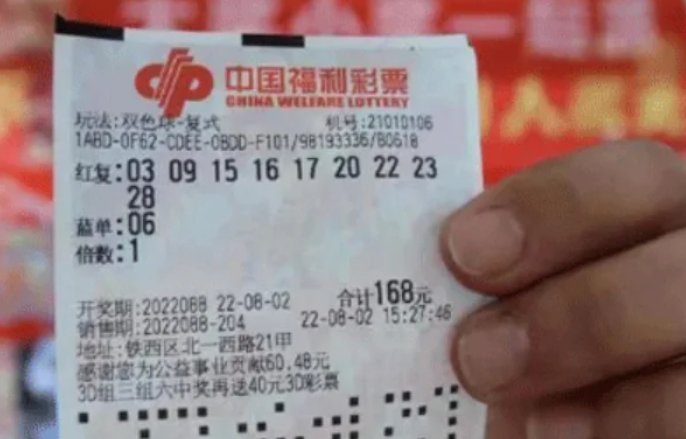 中国福利彩票
CHINA WELFARE LOTTERY
玩法:双色球-复式 机号:21010106
1ABD-0F62-CDEE-0BDD-F101/98193336/B0618
红复:03 09 15 16 17 20 22 23
28
蓝单:06
倍数:1
开奖期:2022088 22-08-02 合计168元
销售期:2022088-204 22-08-02 15:27:46
地址:铁西区北一西路21甲
感谢您为公益事业贡献60.48元
3D组三组六中奖再送40元3D彩票